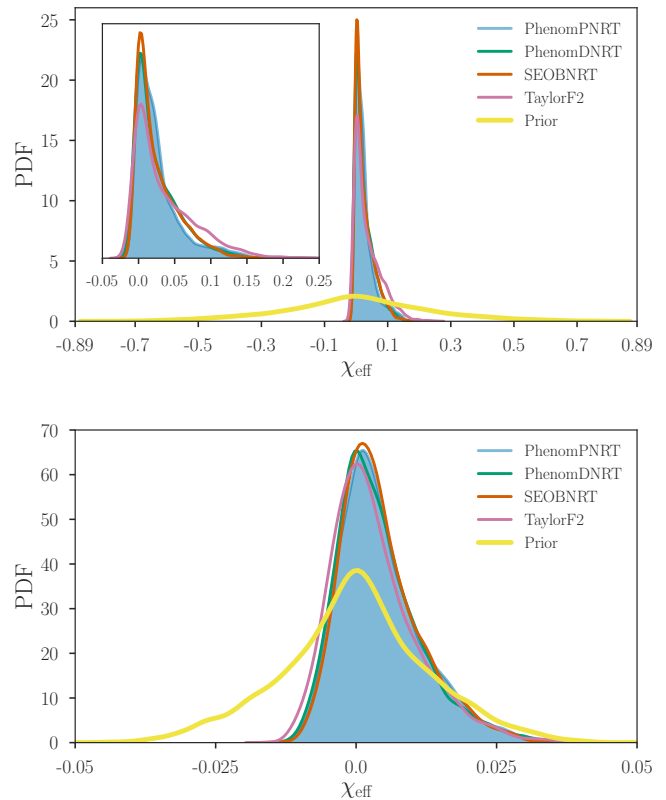 PDF
25
20
15
10
5
0
-0.05 0.0 0.05 0.1 0.2 0.25
PhenomPNRT
PhenomDNRT
SEOBNRT
TaylorF2
Prior
-0.89 -0.7 -0.5 -0.3 -0.1 0.1 0.3 0.5 0.7 0.89
χeff
PDF
70
60
50
40
30
20
10
0
PhenomPNRT
PhenomDNRT
SEOBNRT
TaylorF2
Prior
-0.05 -0.025 0.0 0.025 0.05
χeff